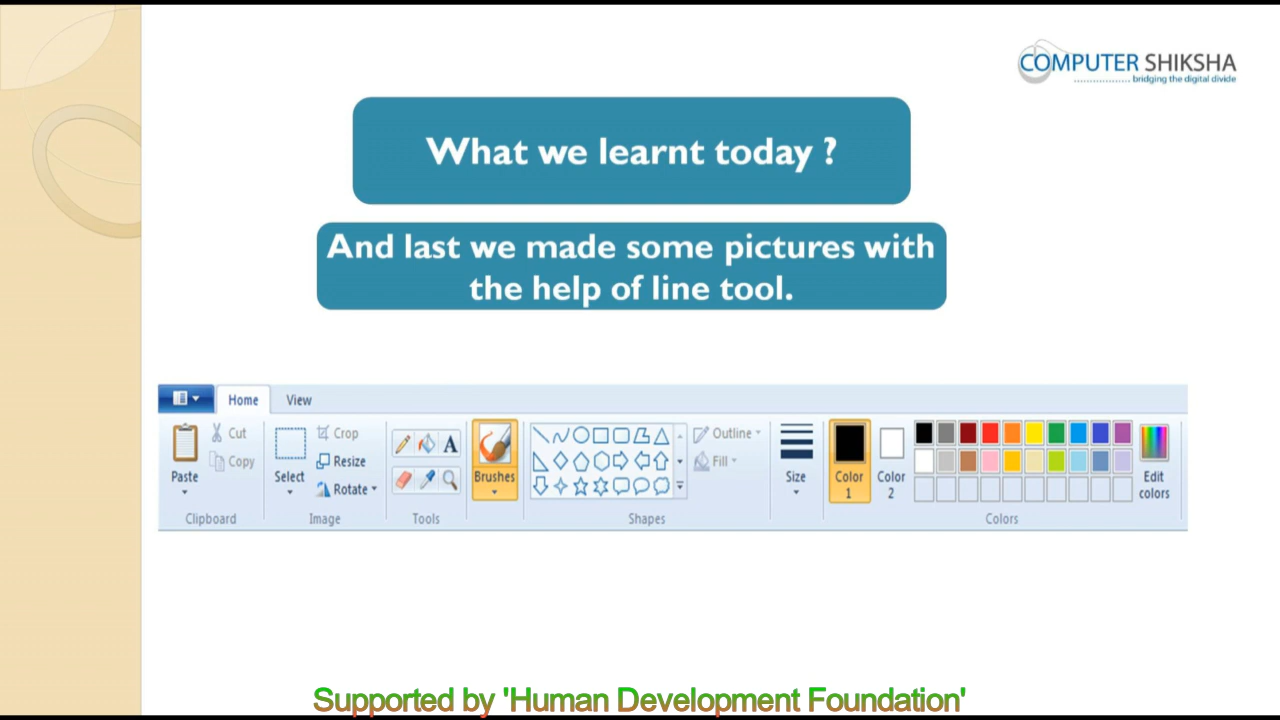 COMPUTER SHIKSHA
bridging the digital divide
What we learnt today ?
And last we made some pictures with
the help of line tool.
Home View
Paste
Cut
Copy
Clipboard
Select
Crop
Resize
Rotate
Image
A
Tools
Brushes
Shapes
Outline
Fill
Size
Color
1
Color
2
Edit
colors
Colors
Supported by 'Human Development Foundation'